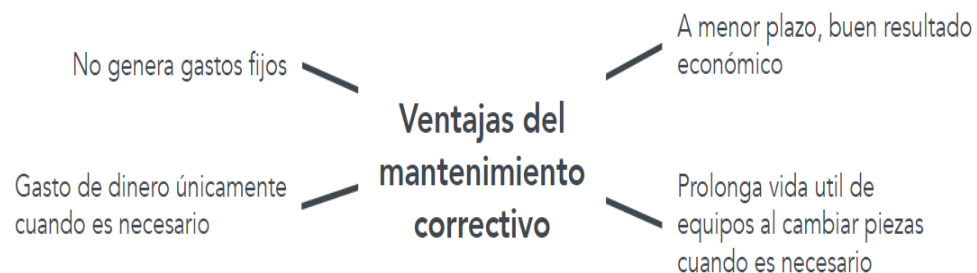 No genera gastos fijos
A menor plazo, buen resultado
económico
Ventajas del
mantenimiento
correctivo
Gasto de dinero únicamente
cuando es necesario
Prolonga vida util de
equipos al cambiar piezas
cuando es necesario